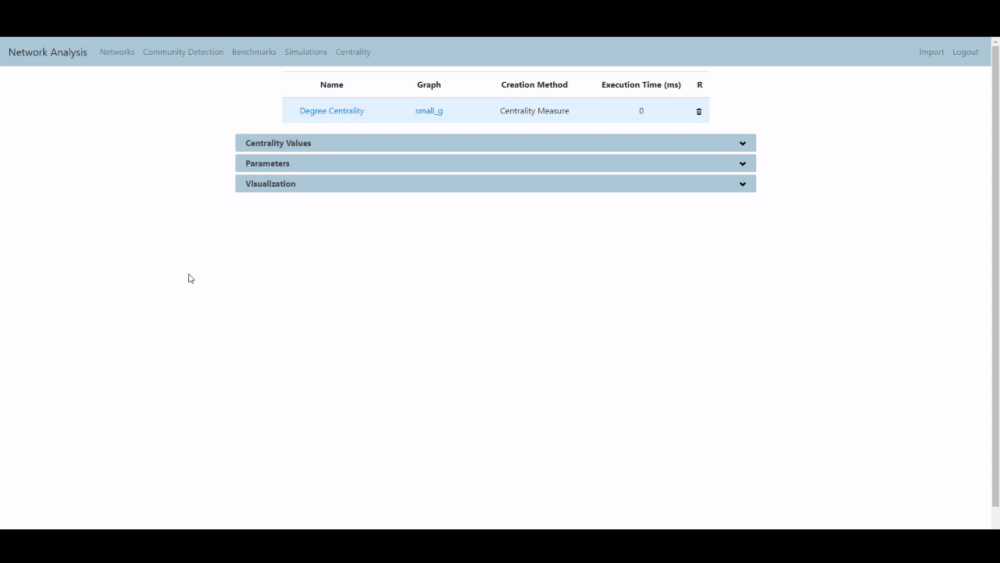 Network Analysis Networks Community Detection Benchmarks Simulations Centrality Import Logout
Name Graph Creation Method Execution Time (ms) R
Degree Centrality small_g Centrality Measure 0
Centrality Values
Parameters
Visualization